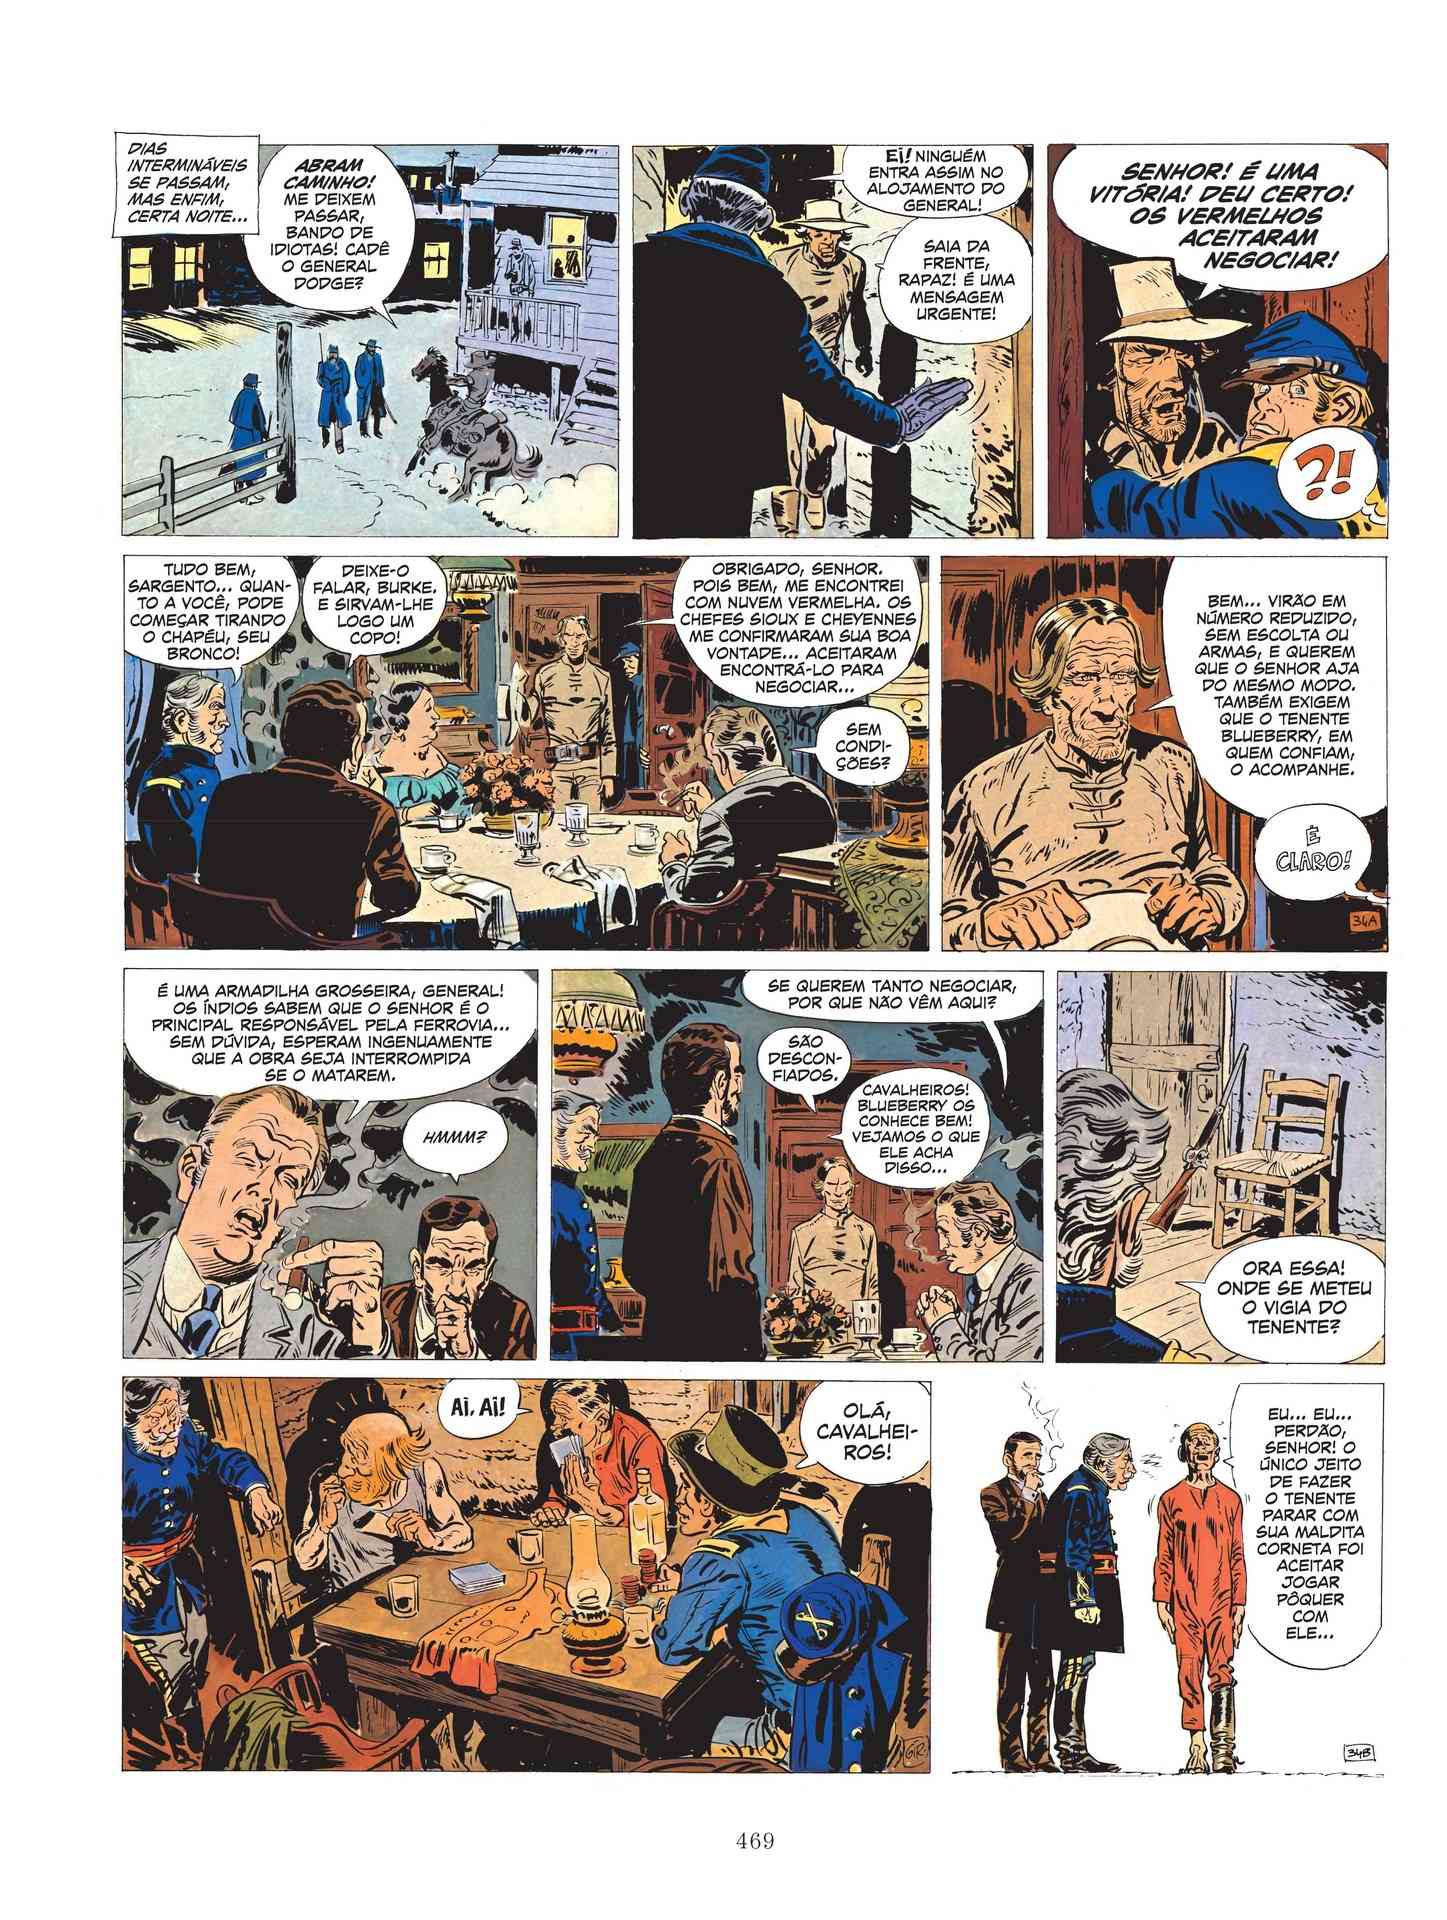 DIAS
INTERMINÁVEIS
SE PASSAM,
MAS ENFIM,
CERTA NOITE...
ABRAM
CAMINHO!
ME DEIXEM
PASSAR,
BANDO DE
IDIOTAS! CADÊ
O GENERAL
DODGE?
EI! NINGUÉM
ENTRA ASSIM NO
ALOJAMENTO DO
GENERAL!
SAIA DA
FRENTE,
RAPAZ! É UMA
MENSAGEM
URGENTE!
SENHOR! É UMA
VITÓRIA! DEU CERTO!
OS VERMELHOS
ACEITARAM
NEGOCIAR!
?!
TUDO BEM,
SARGENTO... QUAN-
TO A VOCÊ, PODE
COMEÇAR TIRANDO
O CHAPÉU, SEU
BRONCO!
DEIXE-O
FALAR, BURKE.
E SIRVAM-LHE
LOGO UM
COPO!
OBRIGADO, SENHOR.
POIS BEM, ME ENCONTREI
COM NUVEM VERMELHA. OS
CHEFES SIOUX E CHEYENNES
ME CONFIRMARAM SUA BOA
VONTADE... ACEITARAM
ENCONTRÁ-LO PARA
NEGOCIAR...
SEM
CONDI-
ÇÕES?
BEM... VIRÃO EM
NÚMERO REDUZIDO,
SEM ESCOLTA OU
ARMAS, E QUEREM
QUE O SENHOR AJA
DO MESMO MODO.
TAMBÉM EXIGEM
QUE O TENENTE
BLUEBERRY, EM
QUEM CONFIAM,
O ACOMPANHE.
É
CLARO!
34A
É UMA ARMADILHA GROSSEIRA, GENERAL!
OS ÍNDIOS SABEM QUE O SENHOR É O
PRINCIPAL RESPONSÁVEL PELA FERROVIA...
SEM DÚVIDA, ESPERAM INGENUAMENTE
QUE A OBRA SEJA INTERROMPIDA
SE O MATAREM.
HMMM?
SE QUEREM TANTO NEGOCIAR,
POR QUE NÃO VÊM AQUI?
SÃO
DESCON-
FIADOS.
CAVALHEIROS!
BLUEBERRY OS
CONHECE BEM!
VEJAMOS O QUE
ELE ACHA
DISSO...
ORA ESSA!
ONDE SE METEU
O VIGIA DO
TENENTE?
AI, AI!
OLÁ,
CAVALHEI-
ROS!
GIR
EU... EU...
PERDÃO,
SENHOR! O
ÚNICO JEITO
DE FAZER
O TENENTE
PARAR COM
SUA MALDITA
CORNETA FOI
ACEITAR
JOGAR
PÔQUER
COM
ELE...
34B
469